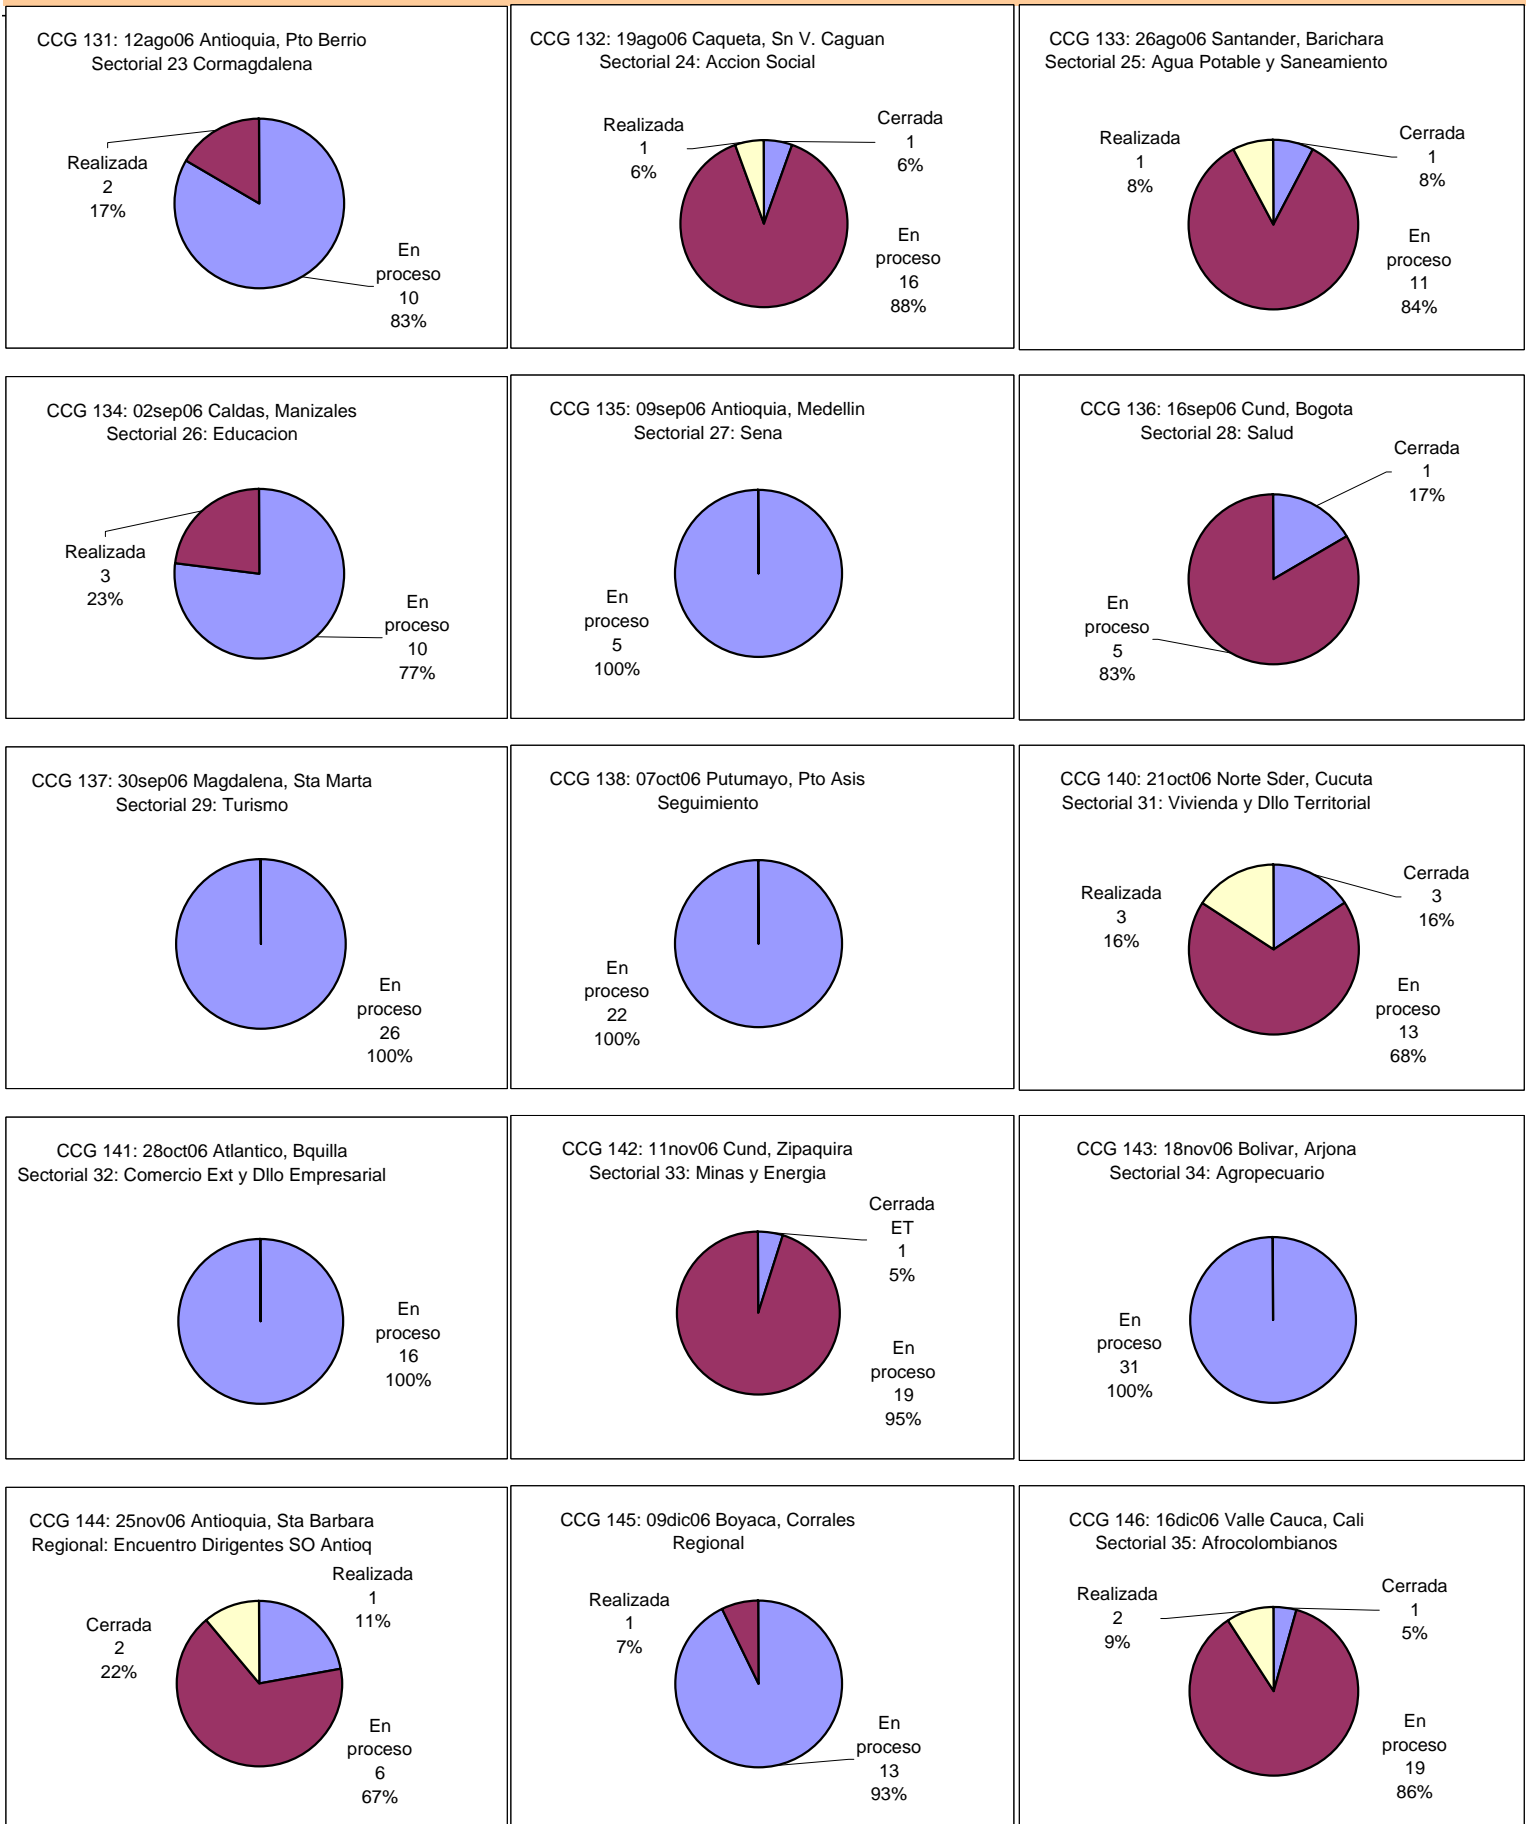 CCG 131: 12ago06 Antioquia, Pto Berrio
Sectorial 23 Cormagdalena
Realizada
2
17%
En
proceso
10
83%
CCG 132: 19ago06 Caqueta, Sn V. Caguan
Sectorial 24: Accion Social
Realizada
1
6%
Cerrada
1
6%
En
proceso
16
88%
CCG 133: 26ago06 Santander, Barichara
Sectorial 25: Agua Potable y Saneamiento
Realizada
1
8%
Cerrada
1
8%
En
proceso
11
84%
CCG 134: 02sep06 Caldas, Manizales
Sectorial 26: Educacion
Realizada
3
23%
En
proceso
10
77%
CCG 135: 09sep06 Antioquia, Medellin
Sectorial 27: Sena
En
proceso
5
100%
CCG 136: 16sep06 Cund, Bogota
Sectorial 28: Salud
Cerrada
1
17%
En
proceso
5
83%
CCG 137: 30sep06 Magdalena, Sta Marta
Sectorial 29: Turismo
En
proceso
26
100%
CCG 138: 07oct06 Putumayo, Pto Asis
Seguimiento
En
proceso
22
100%
CCG 140: 21oct06 Norte Sder, Cucuta
Sectorial 31: Vivienda y Dllo Territorial
Realizada
3
16%
Cerrada
3
16%
En
proceso
13
68%
CCG 141: 28oct06 Atlantico, Bquilla
Sectorial 32: Comercio Ext y Dllo Empresarial
En
proceso
16
100%
CCG 142: 11nov06 Cund, Zipaquira
Sectorial 33: Minas y Energia
Cerrada
ET
1
5%
En
proceso
19
95%
CCG 143: 18nov06 Bolivar, Arjona
Sectorial 34: Agropecuario
En
proceso
31
100%
CCG 144: 25nov06 Antioquia, Sta Barbara
Regional: Encuentro Dirigentes SO Antioq
Realizada
1
11%
Cerrada
2
22%
En
proceso
6
67%
CCG 145: 09dic06 Boyaca, Corrales
Regional
Realizada
1
7%
En
proceso
13
93%
CCG 146: 16dic06 Valle Cauca, Cali
Sectorial 35: Afrocolombianos
Realizada
2
9%
Cerrada
1
5%
En
proceso
19
86%